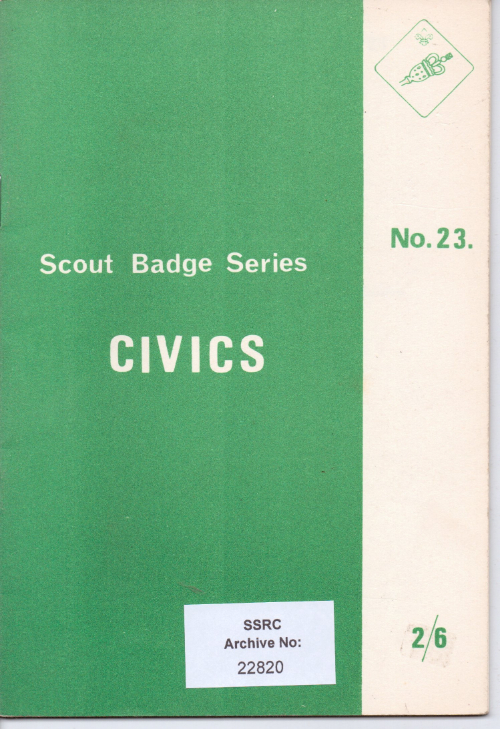 No. 23.
Scout Badge Series
CIVICS
2/6
SSRC
Archive No:
22820